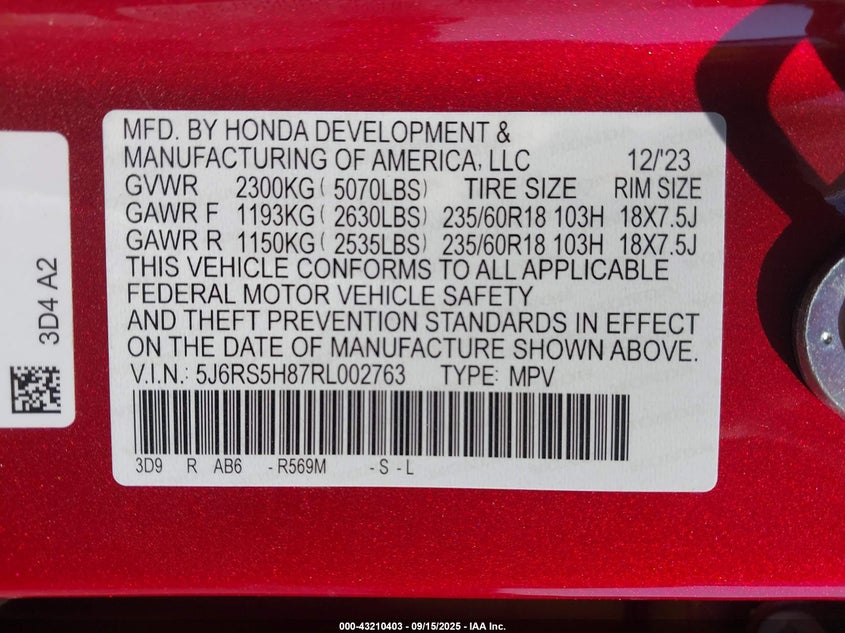 MFD. BY HONDA DEVELOPMENT &
MANUFACTURING OF AMERICA, LLC 12/'23
GVWR 2300KG ( 5070LBS) TIRE SIZE RIM SIZE
GAWR F 1193KG ( 2630LBS) 235/60R18 103H 18X7.5J
GAWR R 1150KG ( 2535LBS) 235/60R18 103H 18X7.5J
THIS VEHICLE CONFORMS TO ALL APPLICABLE
FEDERAL MOTOR VEHICLE SAFETY
AND THEFT PREVENTION STANDARDS IN EFFECT
ON THE DATE OF MANUFACTURE SHOWN ABOVE.
V.I.N.: 5J6RS5H87RL002763 TYPE: MPV
3D9 R AB6 -R569M -S -L
3D4 A2
000-43210403 - 09/15/2025 - IAA Inc.